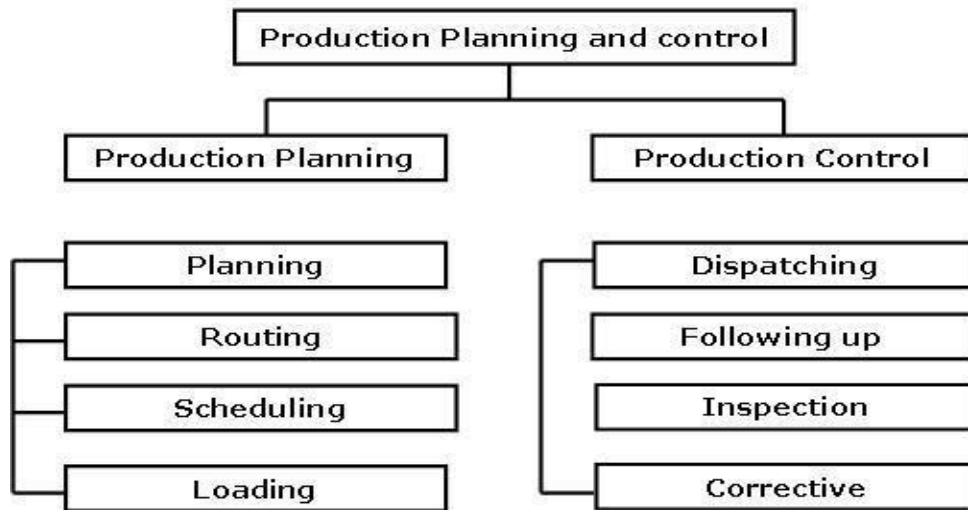 Production Planning and control
Production Planning
Production Control
Planning
Routing
Scheduling
Loading
Dispatching
Following up
Inspection
Corrective